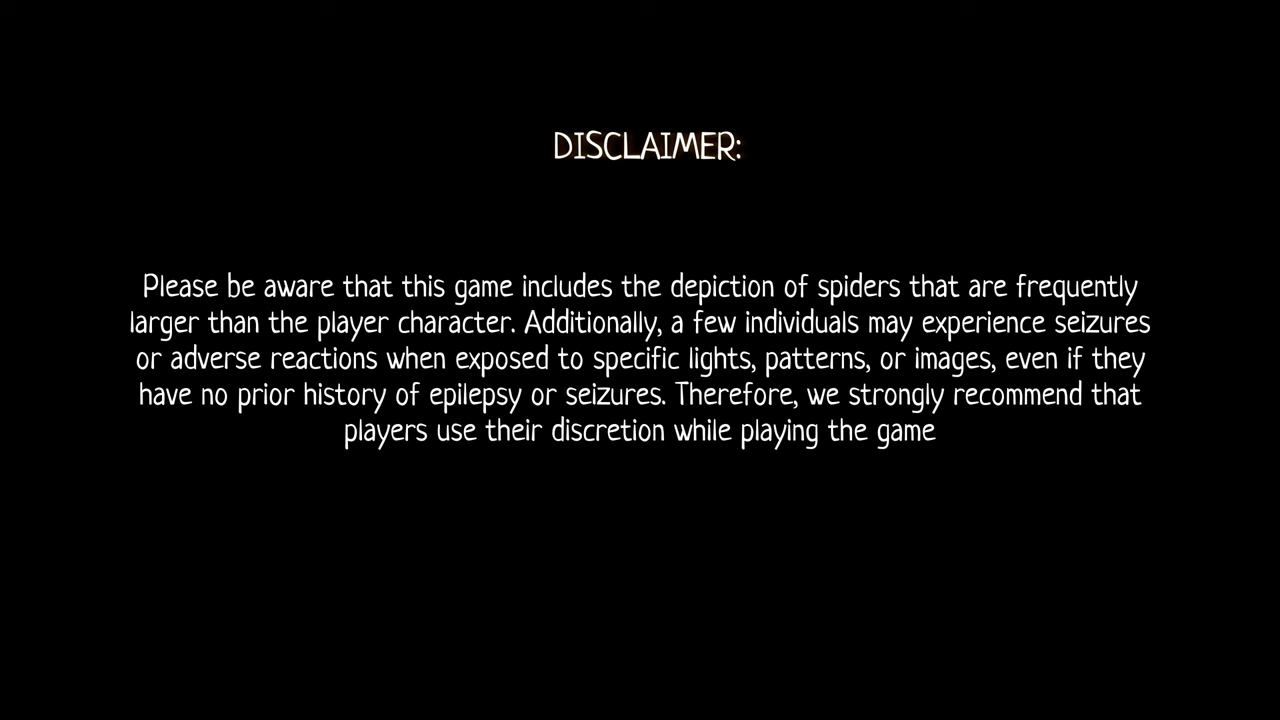 DISCLAIMER:
Please be aware that this game includes the depiction of spiders that are frequently
larger than the player character. Additionally, a few individuals may experience seizures
or adverse reactions when exposed to specific lights, patterns, or images, even if they
have no prior history of epilepsy or seizures. Therefore, we strongly recommend that
players use their discretion while playing the game